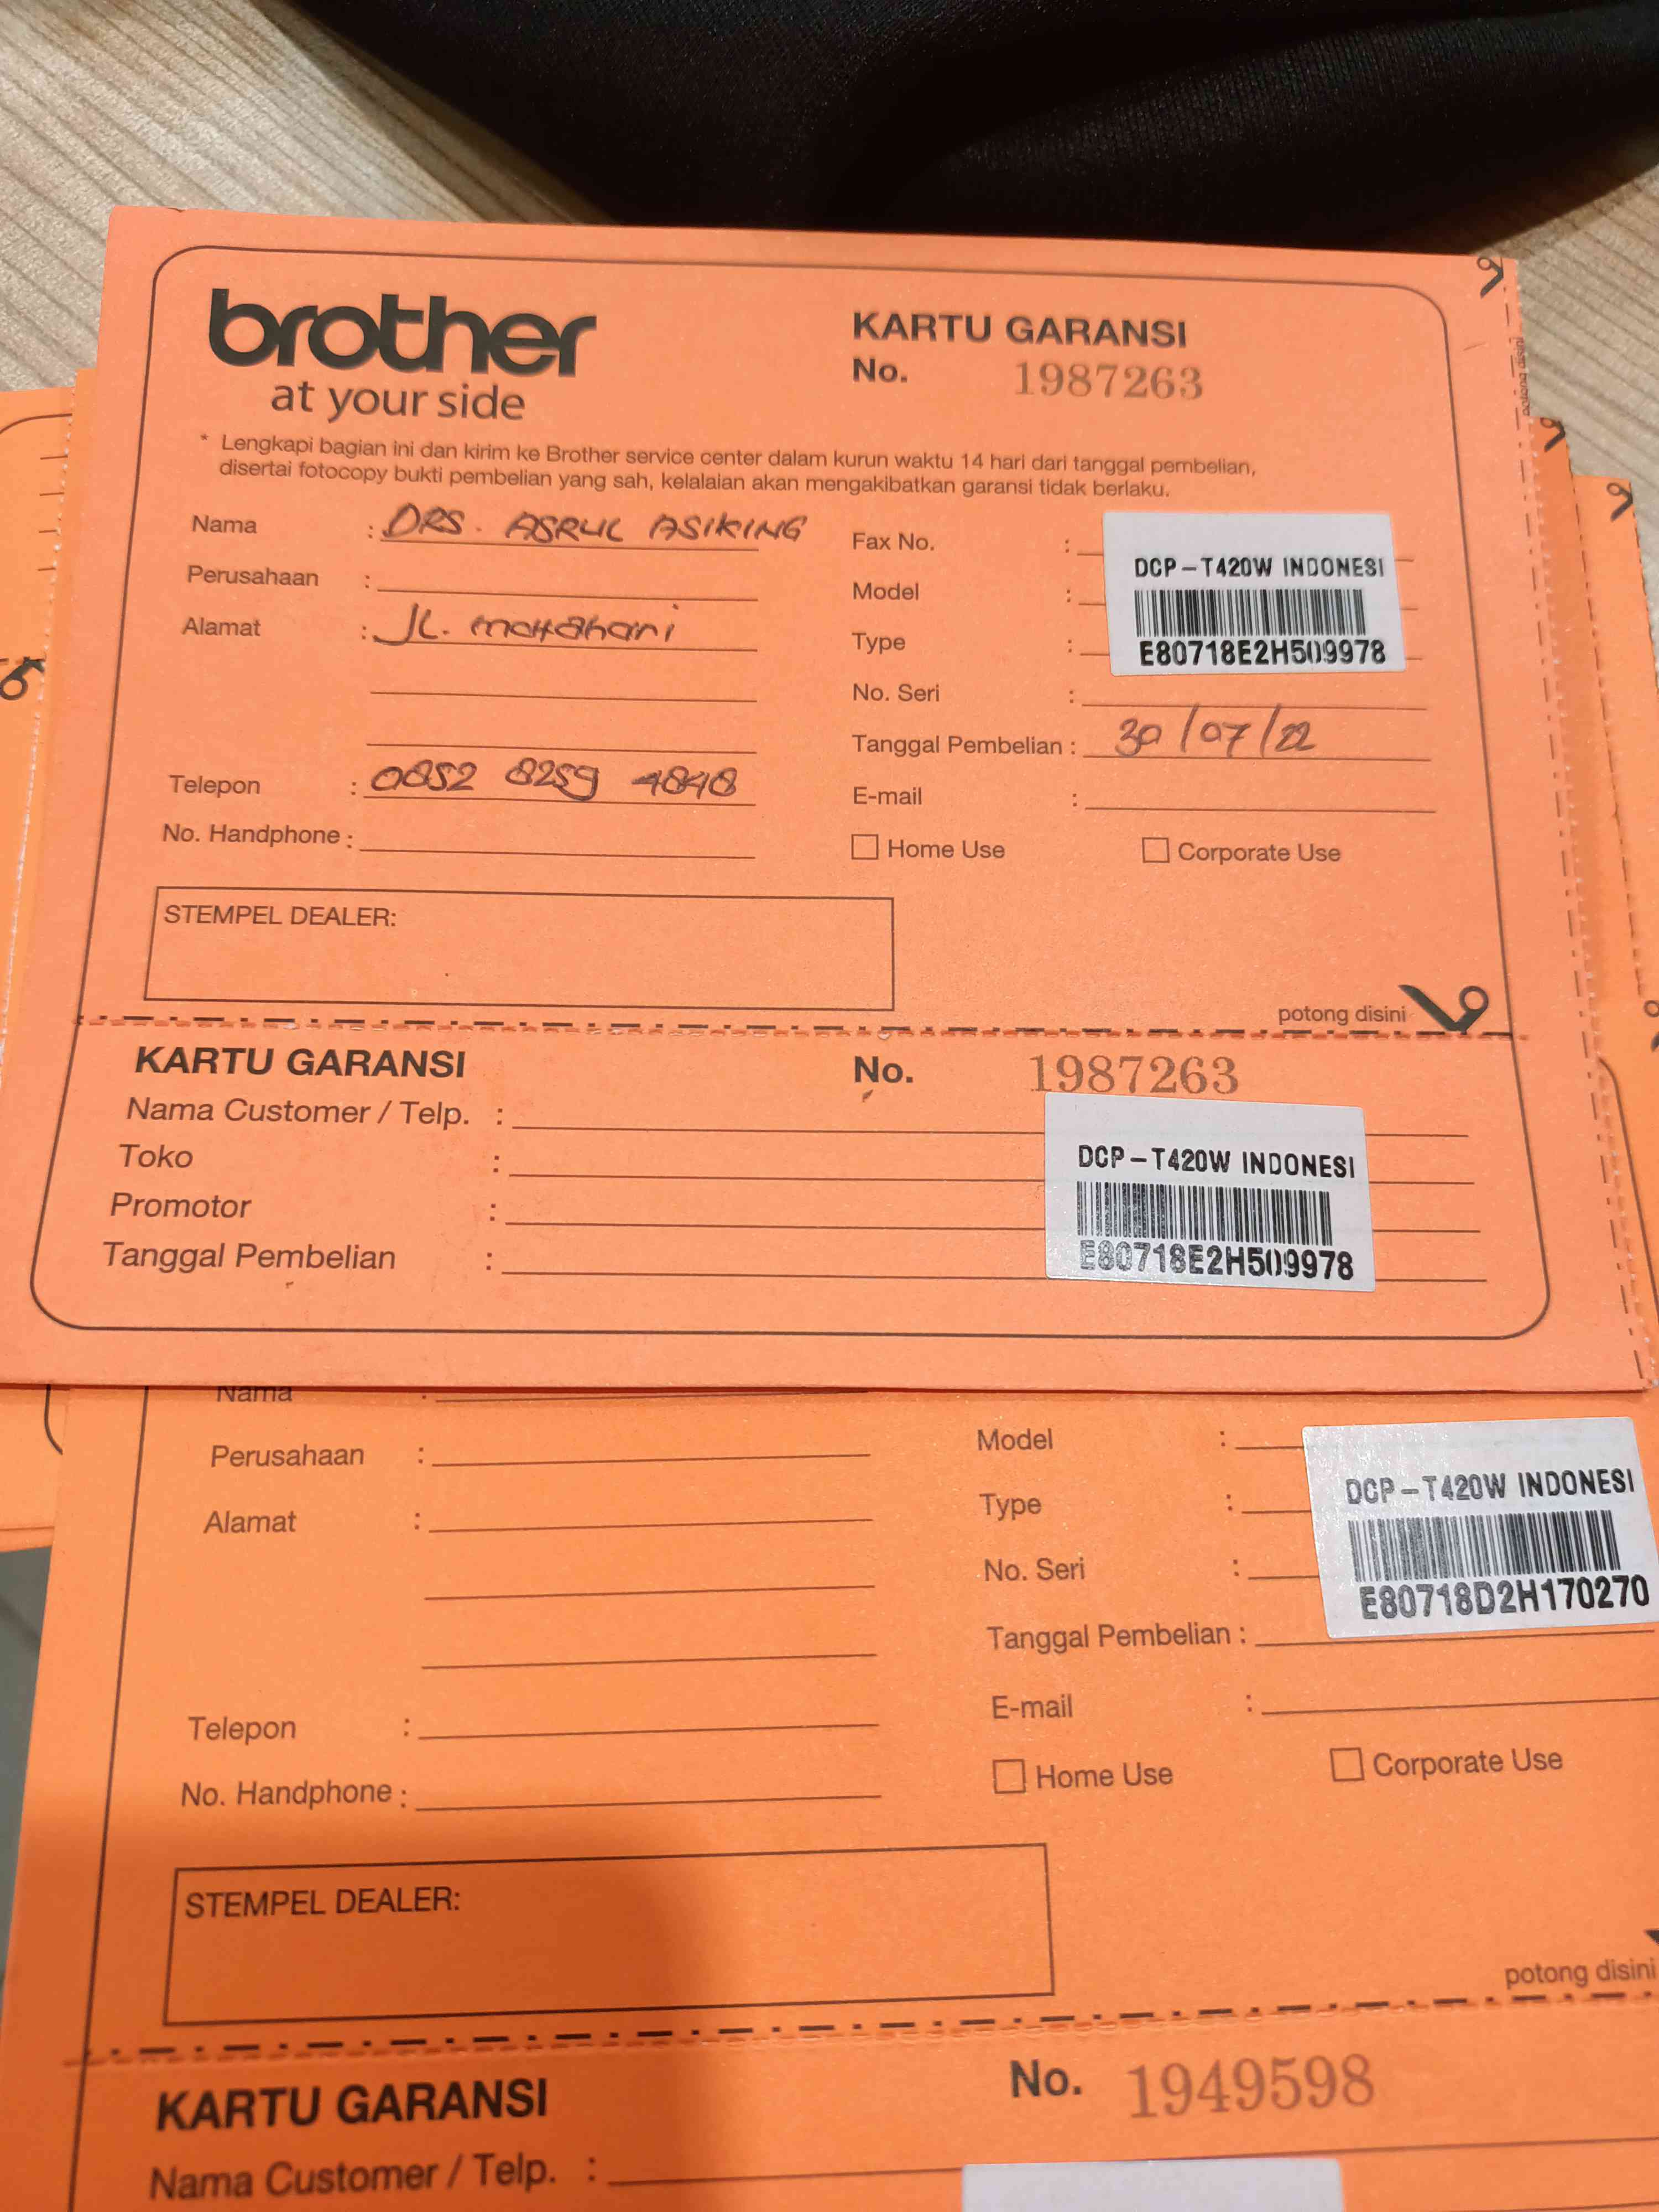 brother
at your side
KARTU GARANSI
No. 1987263
* Lengkapi bagian ini dan kirim ke Brother service center dalam kurun waktu 14 hari dari tanggal pembelian,
disertai fotocopy bukti pembelian yang sah, kelalaian akan mengakibatkan garansi tidak berlaku.
Nama : DRS. ASRUL ASIKING
Perusahaan :
Alamat : JL. matahari
Telepon : 0852 8259 4848
No. Handphone :
Fax No. :
Model :
Type :
No. Seri :
DCP-T420W INDONESI
E80718E2H509978
Tanggal Pembelian : 30/07/22
E-mail :
Home Use
Corporate Use
STEMPEL DEALER:
potong disini
KARTU GARANSI
No. 1987263
Nama Customer / Telp. :
Toko :
Promotor :
Tanggal Pembelian :
DCP-T420W INDONESI
E80718E2H509978
Nama :
Perusahaan :
Alamat :
Telepon :
No. Handphone :
Model :
Type :
No. Seri :
DCP-T420W INDONESI
E80718D2H170270
Tanggal Pembelian :
E-mail :
Home Use
Corporate Use
STEMPEL DEALER:
potong disini
KARTU GARANSI
No. 1949598
Nama Customer / Telp. :